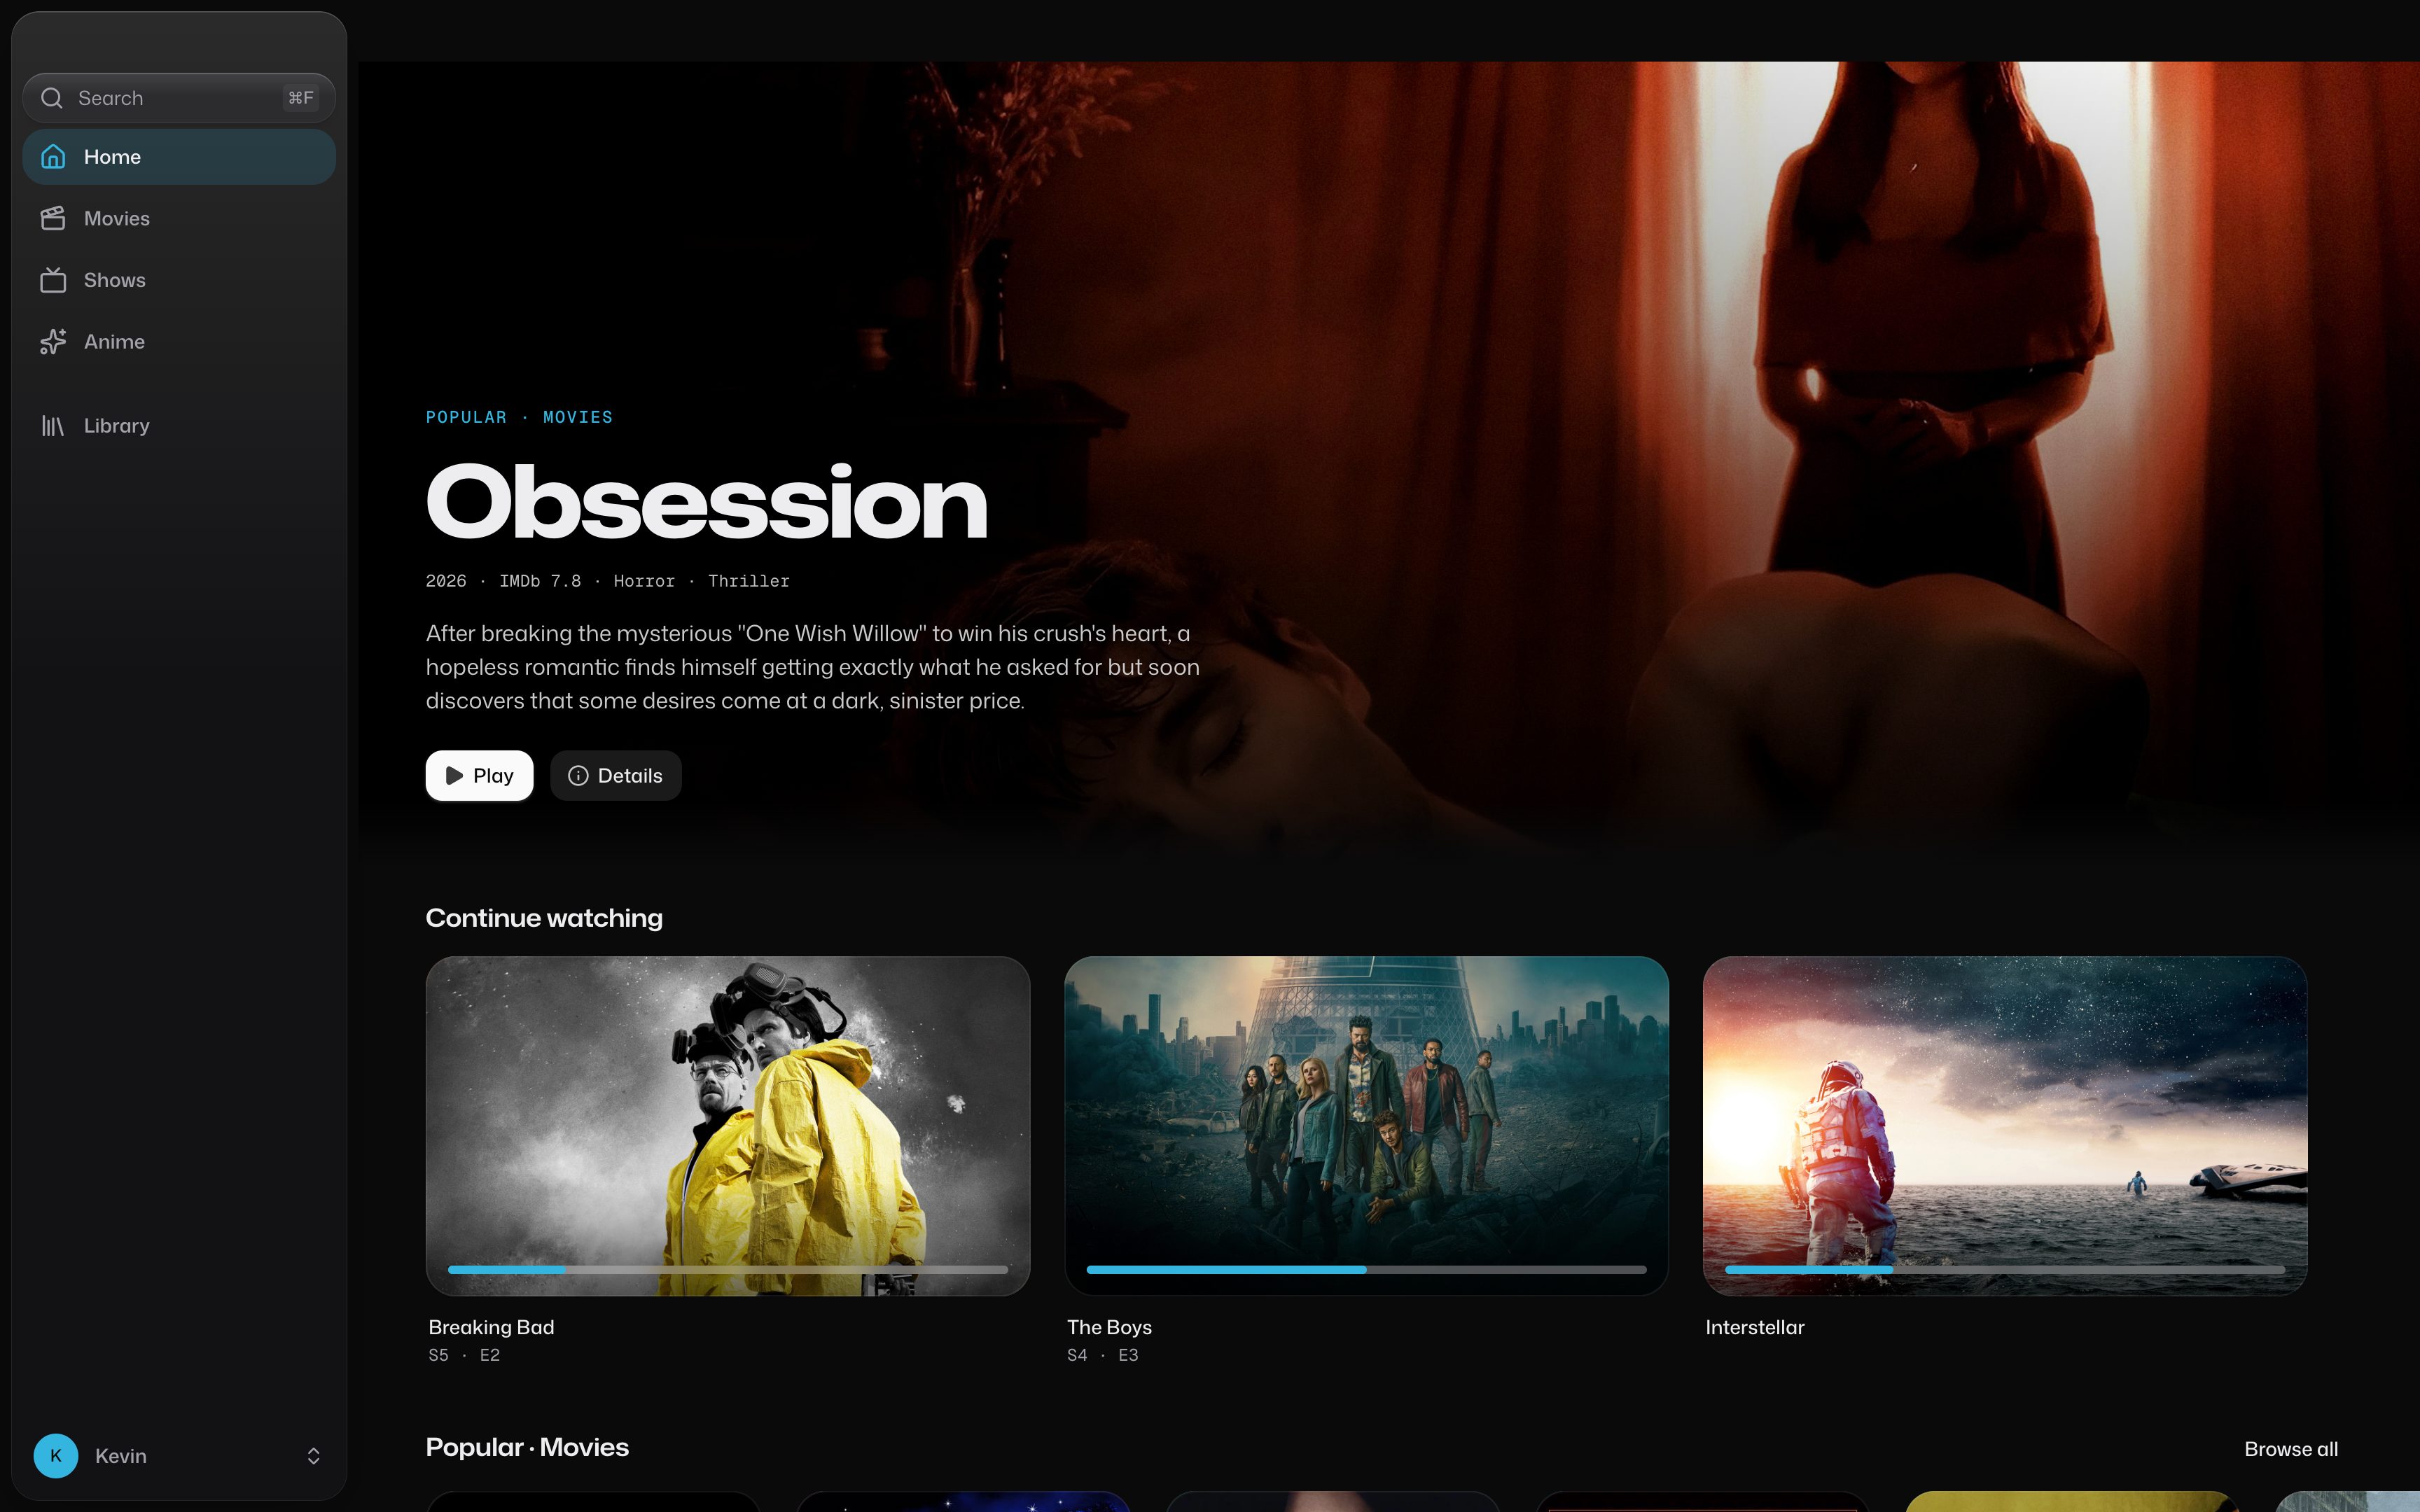 Search ⌘F
Home
Movies
Shows
Anime
Library
POPULAR · MOVIES
Obsession
2026 · IMDb 7.8 · Horror · Thriller
After breaking the mysterious "One Wish Willow" to win his crush's heart, a
hopeless romantic finds himself getting exactly what he asked for but soon
discovers that some desires come at a dark, sinister price.
Play Details
Continue watching
Breaking Bad
S5 · E2
The Boys
S4 · E3
Interstellar
Popular · Movies
Browse all
K Kevin